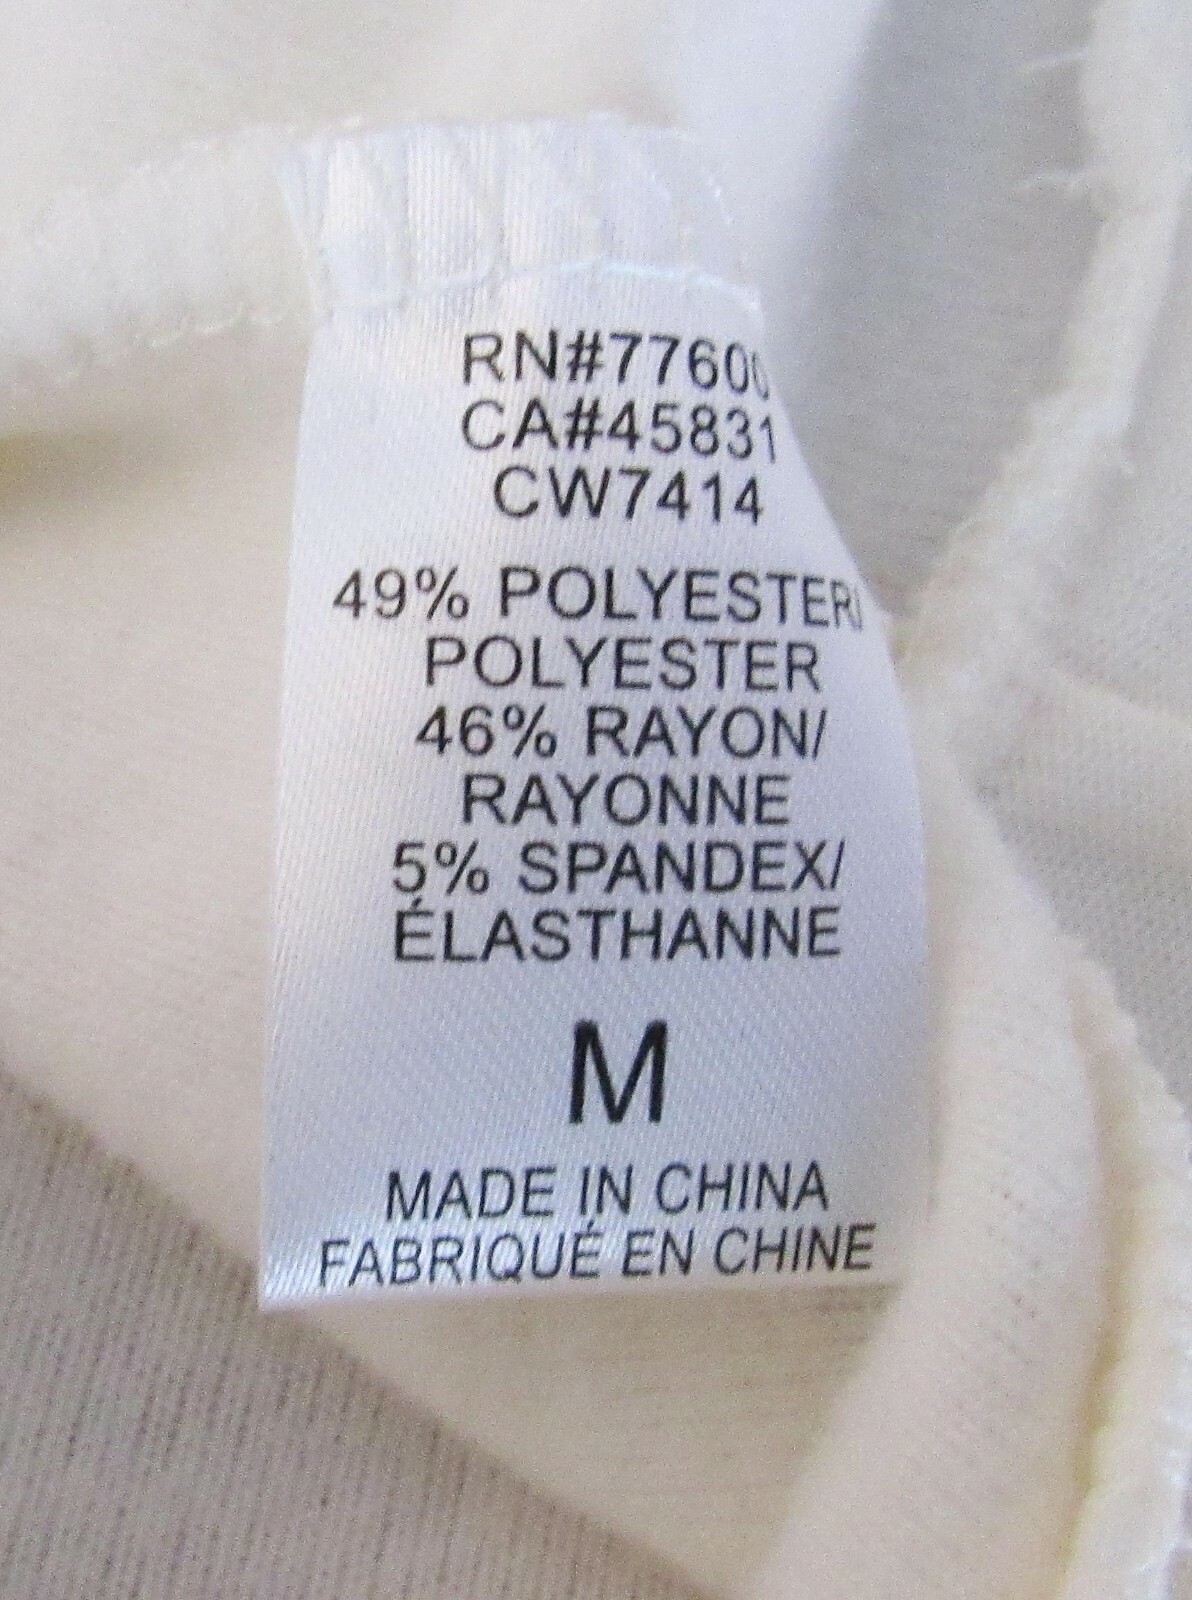 RN#77600
CA#45831
CW7414
49% POLYESTER/
POLYESTER
46% RAYON/
RAYONNE
5% SPANDEX/
ÉLASTHANNE
M
MADE IN CHINA
FABRIQUÉ EN CHINE